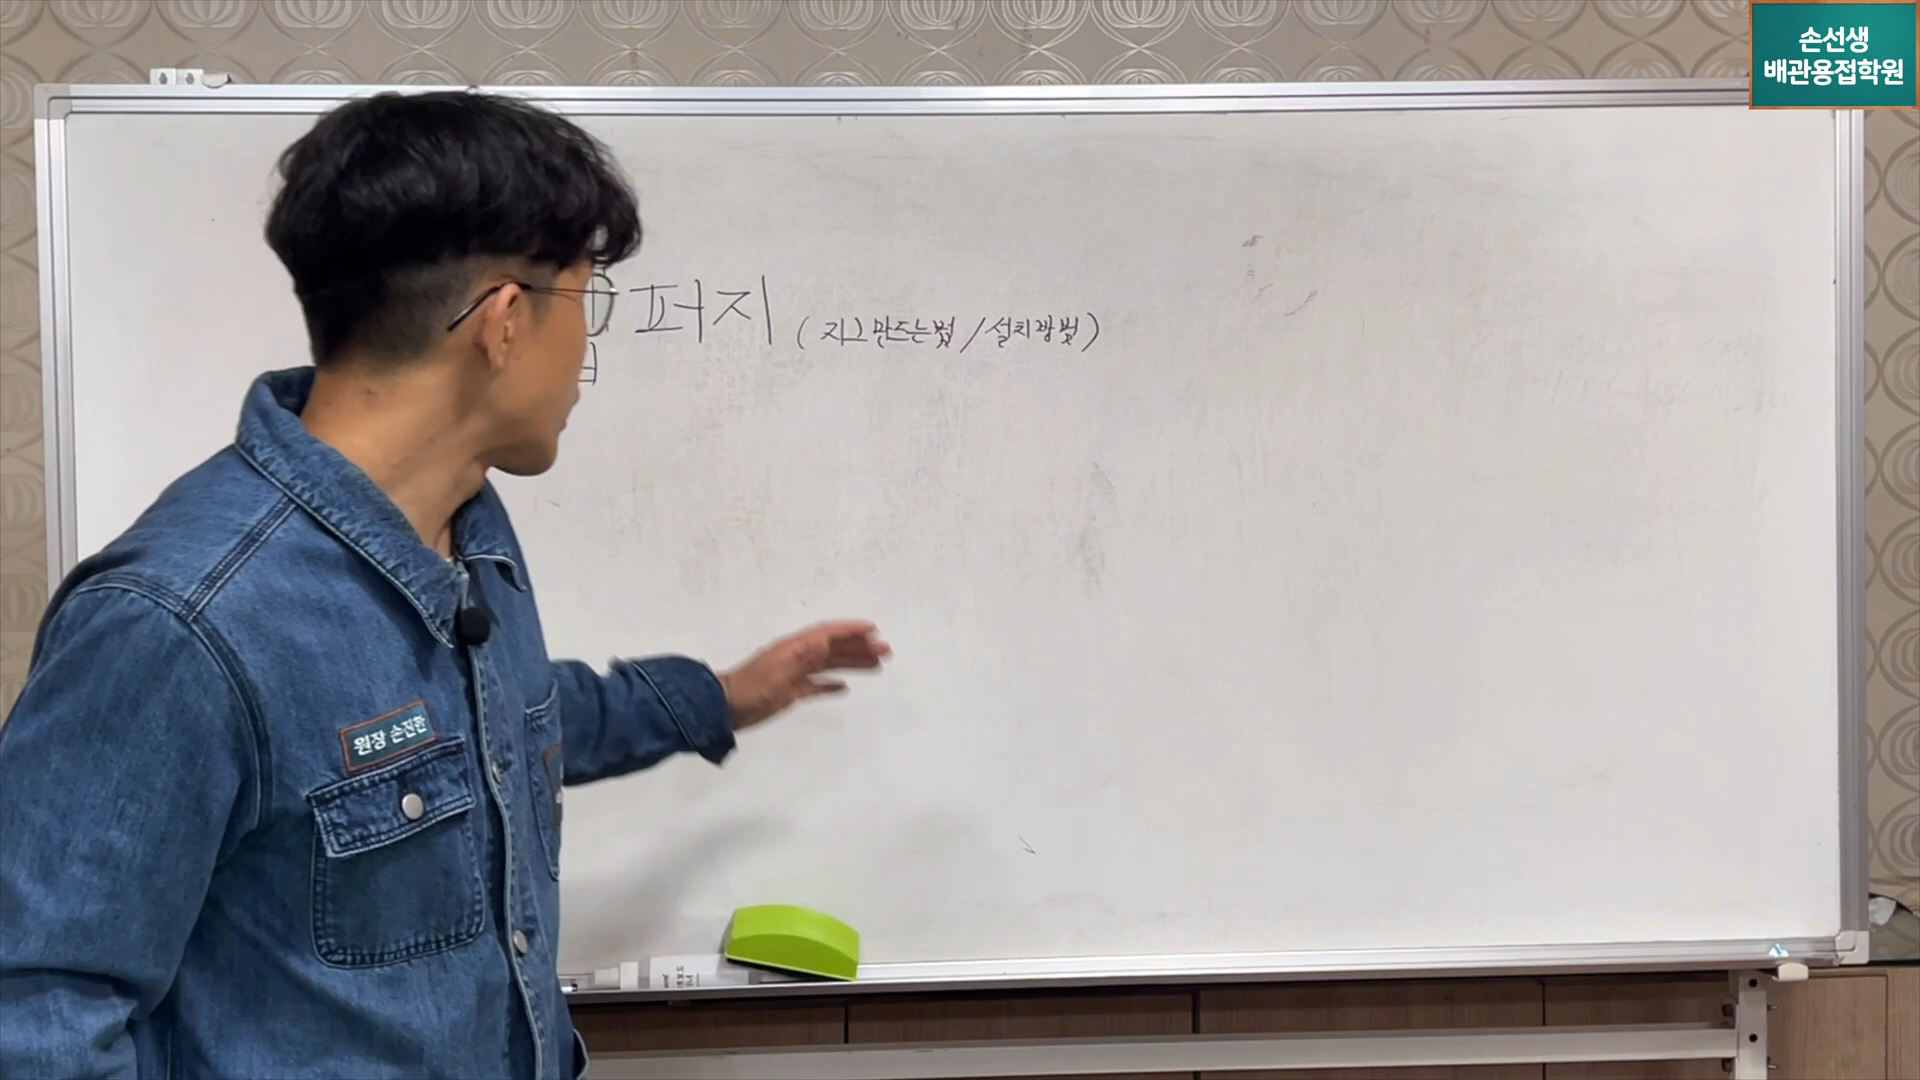 손선생
배관용접학원
퍼지 (지그 만드는 법 / 설치방법)
원장 손진한